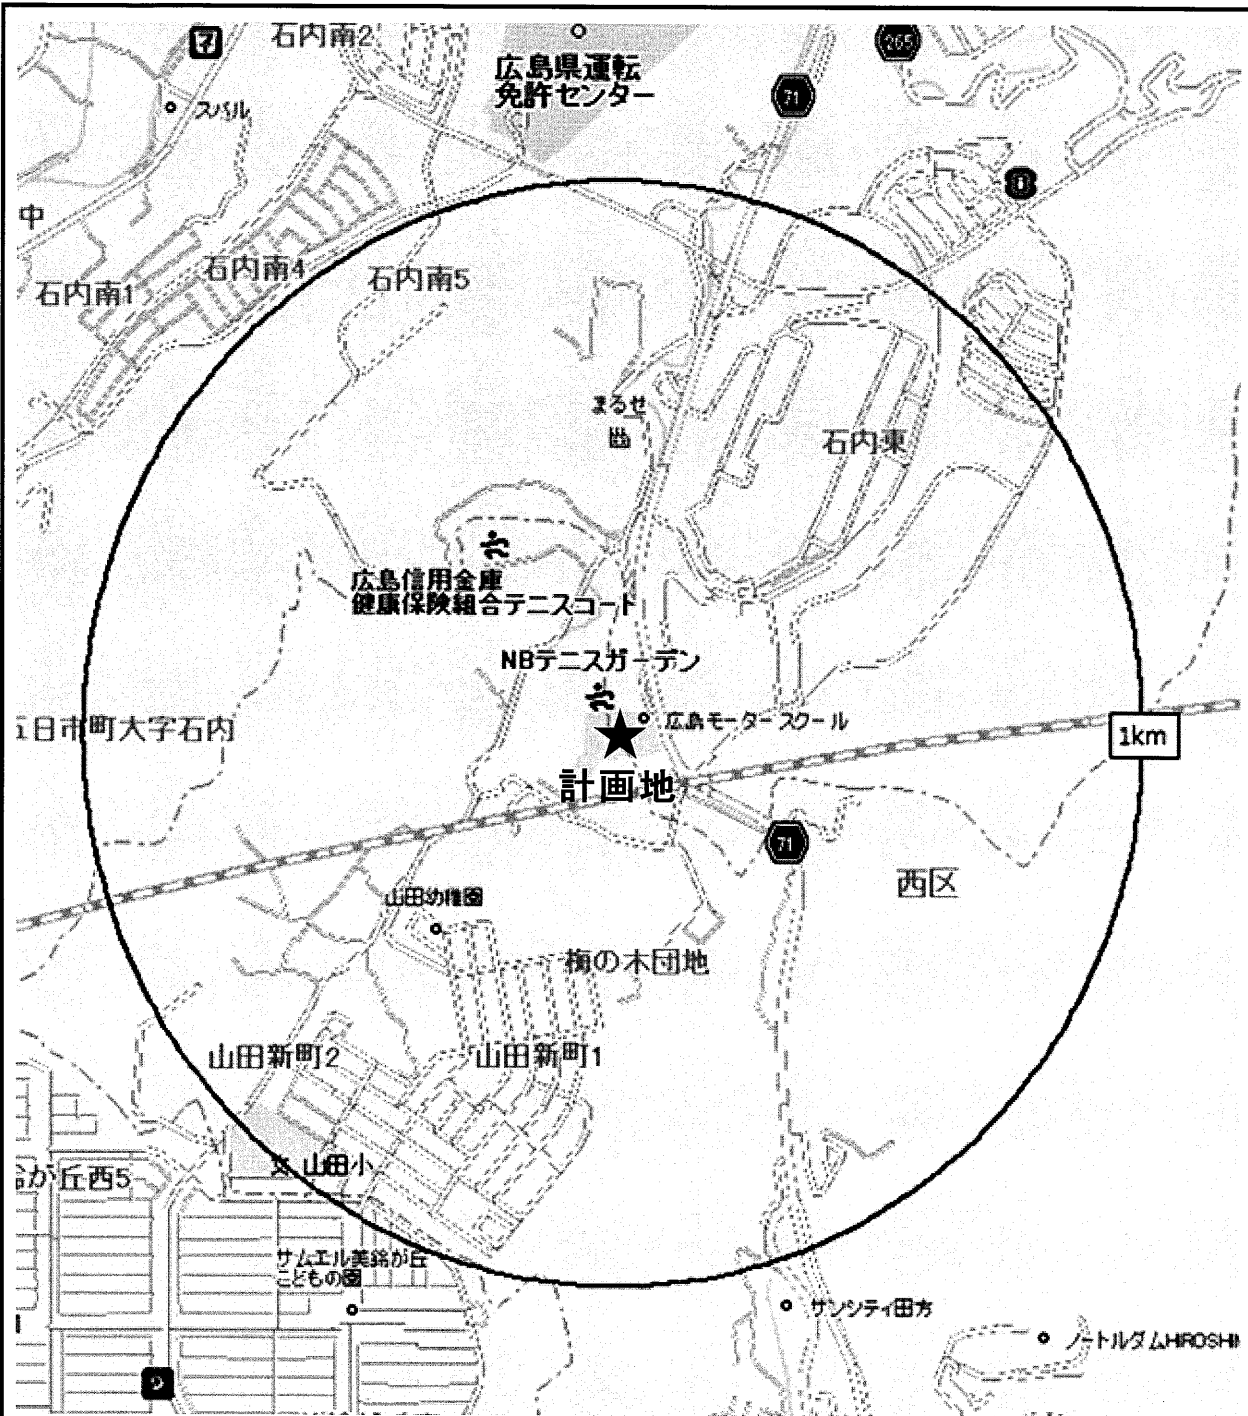 石内南2
広島県運転
免許センター
265
71
スバル
中
石内南4
石内南5
石内南1
まるせ
石内東
広島信用金庫
健康保険組合テニスコート
NBテニスガーデン
広島モータースクール
五日市町大字石内
1km
計画地
71
西区
山田幼稚園
梅の木団地
山田新町2
山田新町1
文 山田小
鈴が丘西5
サムエル美鈴が丘
こどもの園
サンシティ田方
ノートルダムHIROSHI